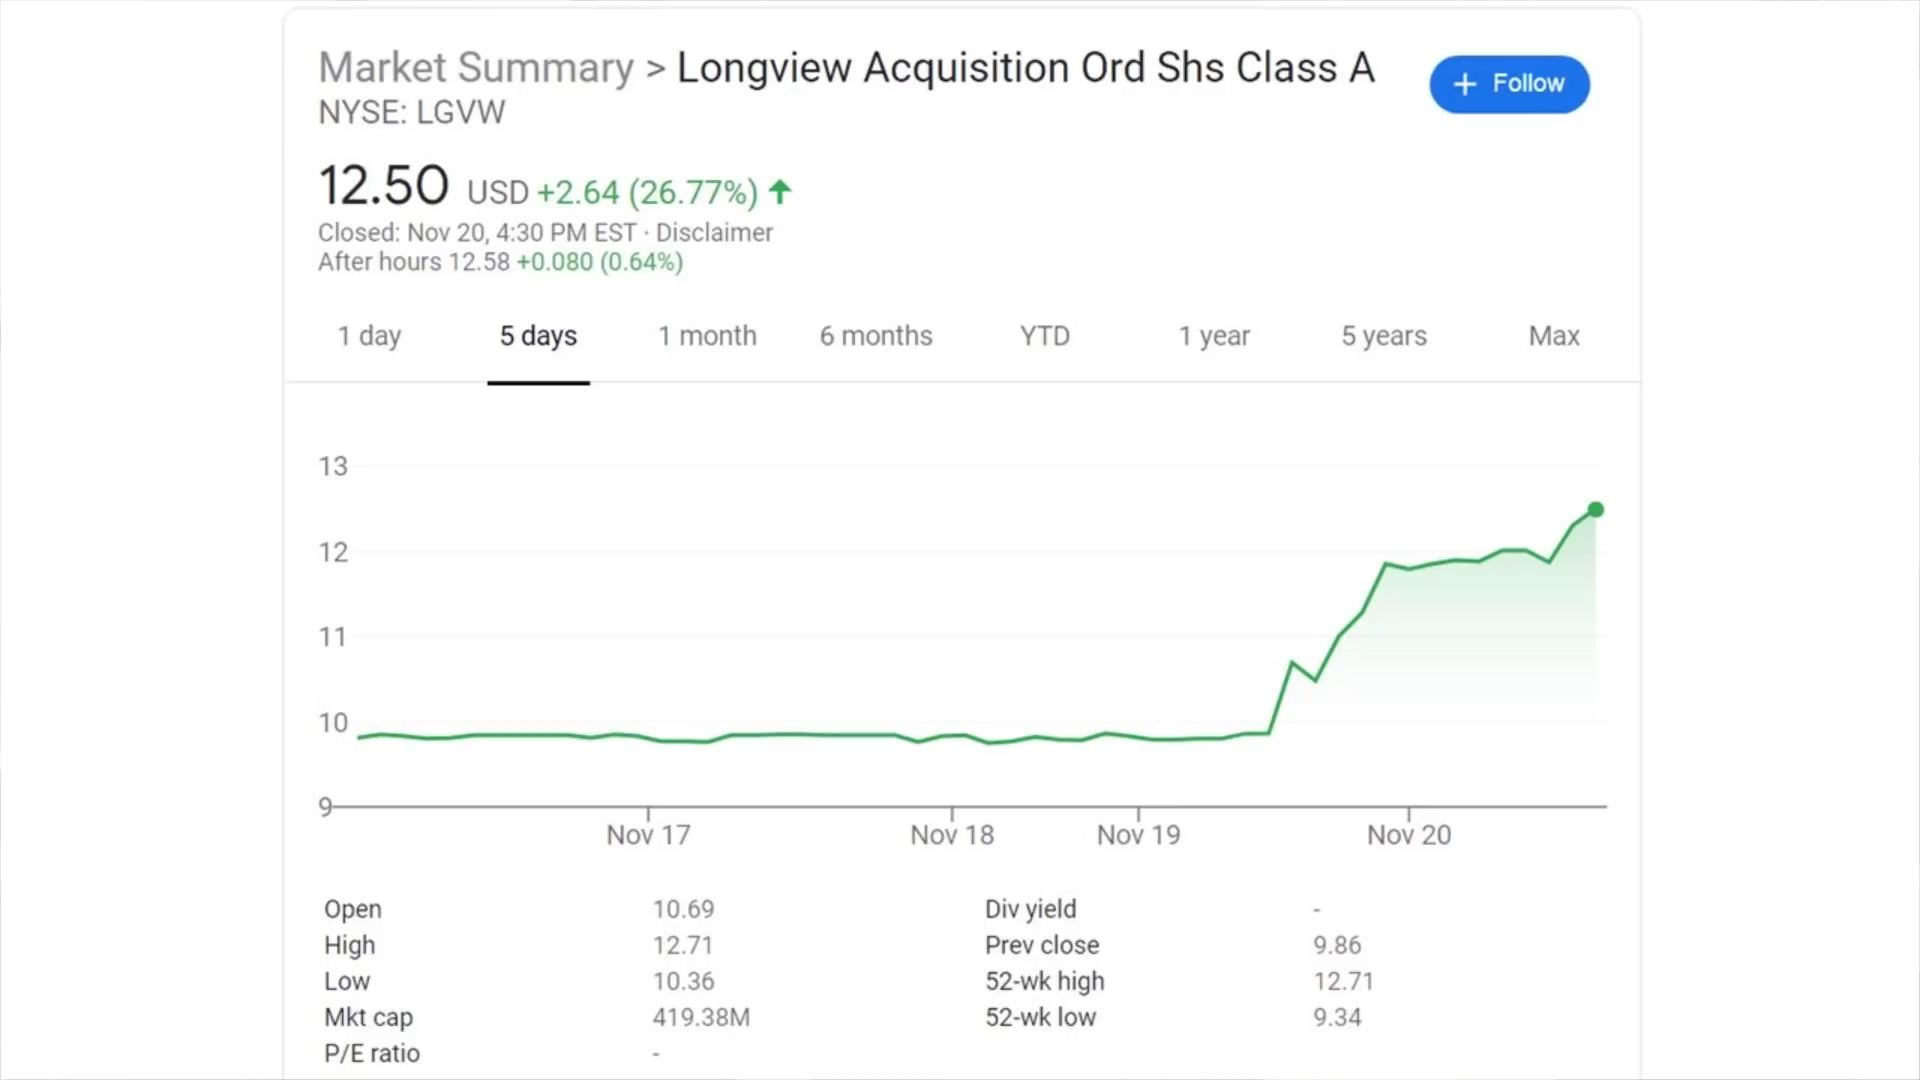 Market Summary > Longview Acquisition Ord Shs Class A
NYSE: LGVW
+ Follow
12.50 USD +2.64 (26.77%)
Closed: Nov 20, 4:30 PM EST · Disclaimer
After hours 12.58 +0.080 (0.64%)
1 day 5 days 1 month 6 months YTD 1 year 5 years Max
13
12
11
10
9
Nov 17 Nov 18 Nov 19 Nov 20
Open 10.69 Div yield -
High 12.71 Prev close 9.86
Low 10.36 52-wk high 12.71
Mkt cap 419.38M 52-wk low 9.34
P/E ratio -